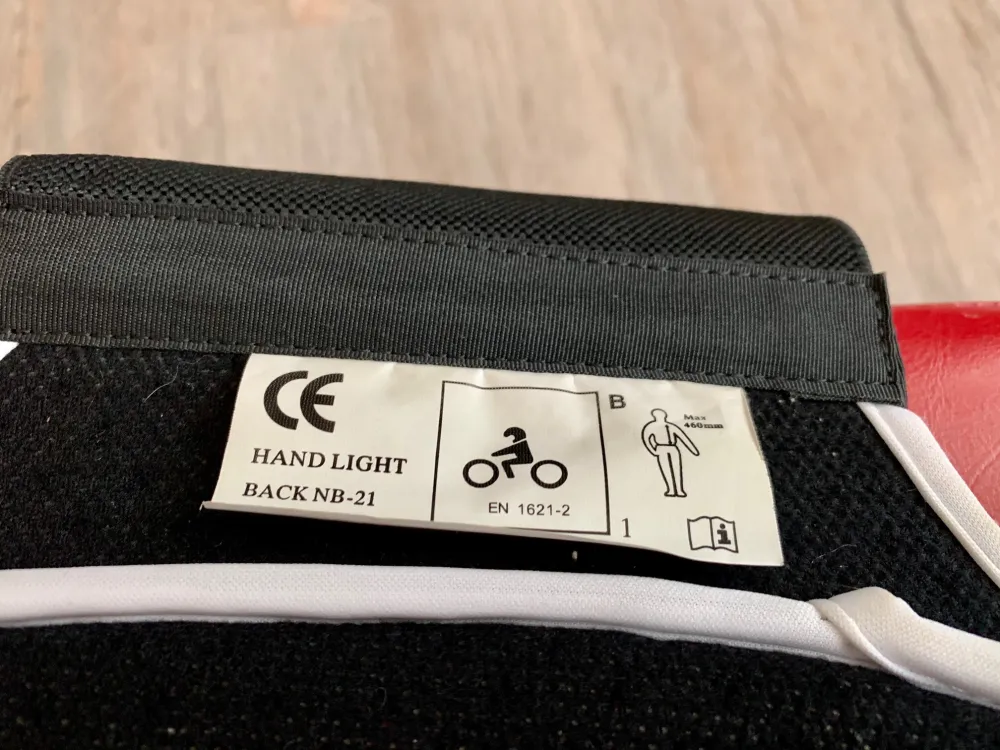 CE
HAND LIGHT
BACK NB-21
EN 1621-2
B
1
Max
460mm
i